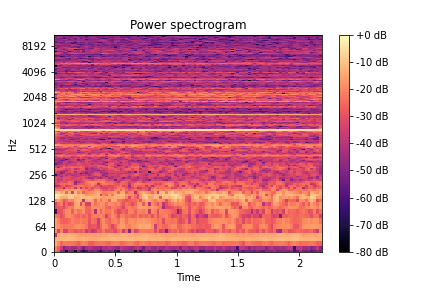 Power spectrogram
8192
4096
2048
1024
512
256
128
64
0
Hz
0
0.5
1
1.5
2
Time
+0 dB
-10 dB
-20 dB
-30 dB
-40 dB
-50 dB
-60 dB
-70 dB
-80 dB